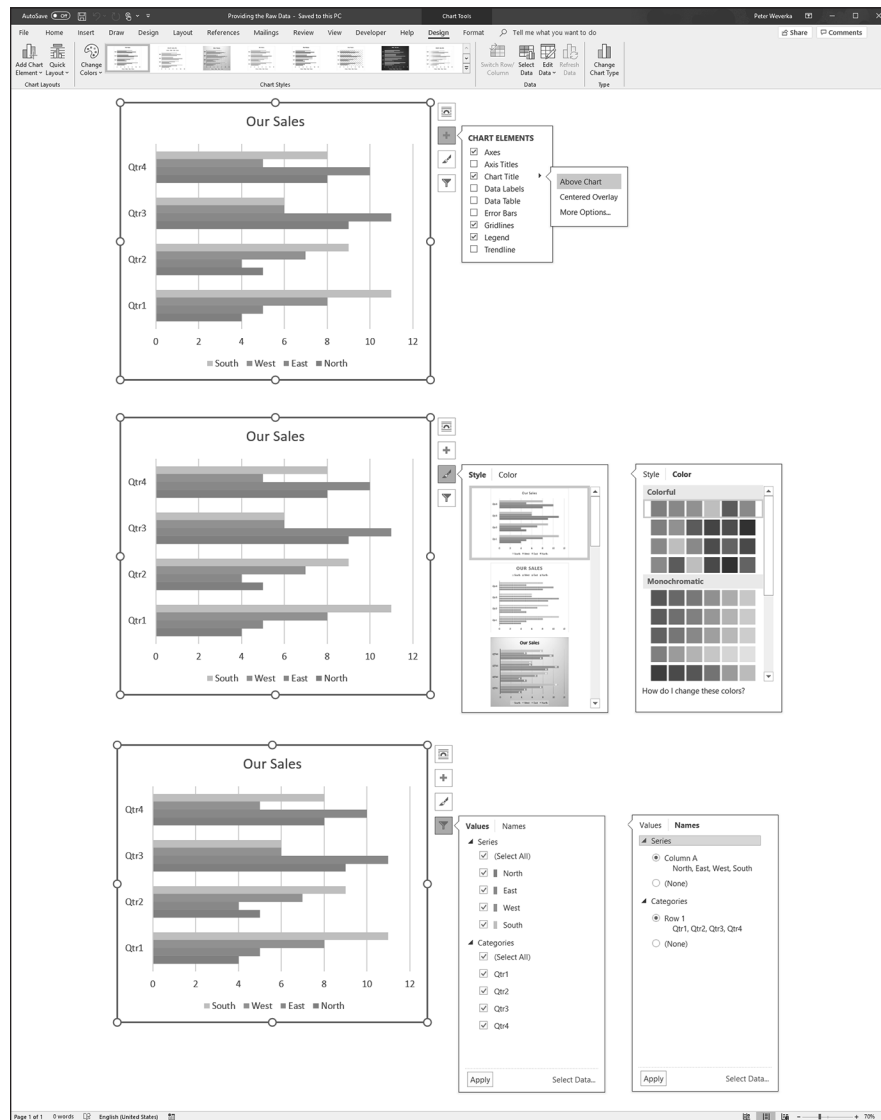 AutoSave Off Providing the Raw Data - Saved to this PC Chart Tools Peter Weverka
File Home Insert Draw Design Layout References Mailings Review View Developer Help Design Format Tell me what you want to do Share Comments
Add Chart Element Quick Layout Change Colors Switch Row/ Column Select Data Edit Data Refresh Data Change Chart Type
Chart Layouts Chart Styles Data Type
Our Sales
Qtr4
Qtr3
Qtr2
Qtr1
0 2 4 6 8 10 12
South West East North
CHART ELEMENTS
Axes
Axis Titles
Chart Title
Data Labels
Data Table
Error Bars
Gridlines
Legend
Trendline
Above Chart
Centered Overlay
More Options...
Our Sales
Qtr4
Qtr3
Qtr2
Qtr1
0 2 4 6 8 10 12
South West East North
Style Color
Our Sales
OUR SALES
Our Sales
Style Color
Colorful
Monochromatic
How do I change these colors?
Our Sales
Qtr4
Qtr3
Qtr2
Qtr1
0 2 4 6 8 10 12
South West East North
Values Names
Series
(Select All)
North
East
West
South
Categories
(Select All)
Qtr1
Qtr2
Qtr3
Qtr4
Apply Select Data...
Values Names
Series
Column A
North, East, West, South
(None)
Categories
Row 1
Qtr1, Qtr2, Qtr3, Qtr4
(None)
Apply Select Data...
Page 1 of 1 0 words English (United States) 70%